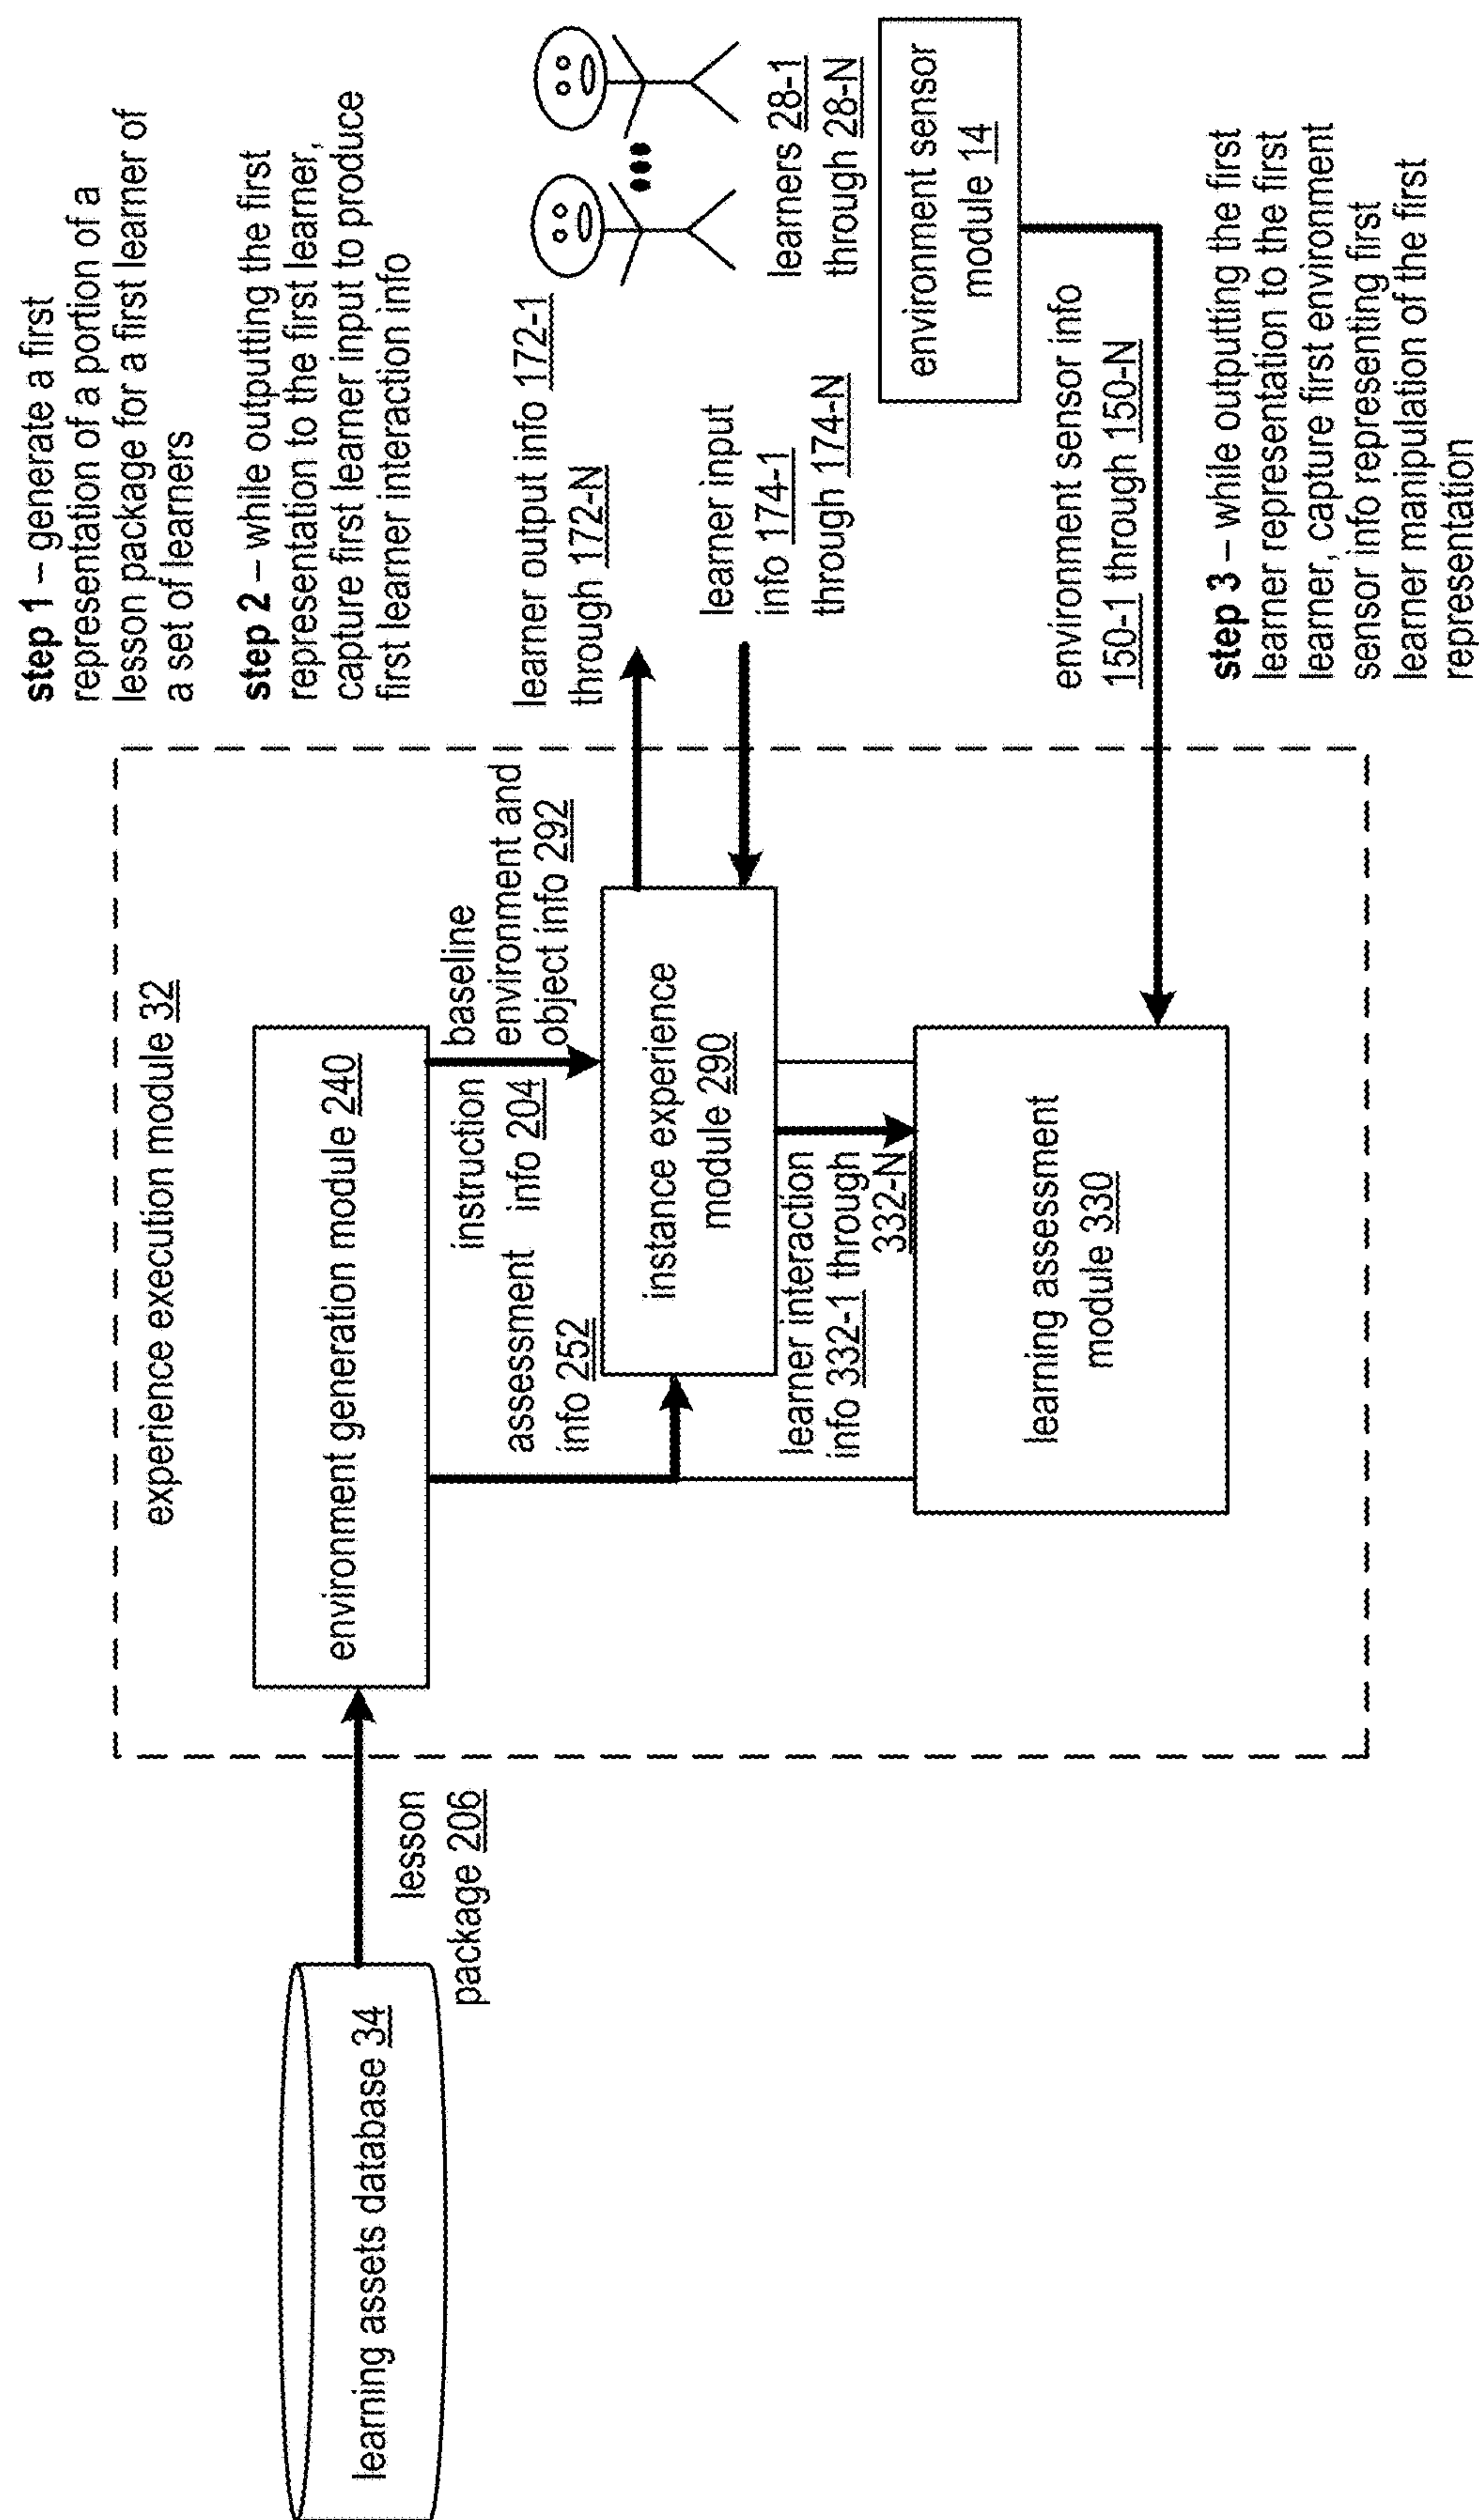 step 1 – generate a first
representation of a portion of a
lesson package for a first learner of
a set of learners
step 2 – while outputting the first
representation to the first learner,
capture first learner input to produce
first learner interaction info
experience execution module 32
learning assets database 34
lesson
package 206
environment generation module 240
baseline
environment and
object info 292
instruction
info 204
assessment
info 252
instance experience
module 290
learner output info 172-1
through 172-N
learner input
info 174-1
through 174-N
learners 28-1
through 28-N
environment sensor
module 14
environment sensor info
150-1 through 150-N
learner interaction
info 332-1 through
332-N
learning assessment
module 330
step 3 – while outputting the first
learner representation to the first
learner, capture first environment
sensor info representing first
learner manipulation of the first
representation